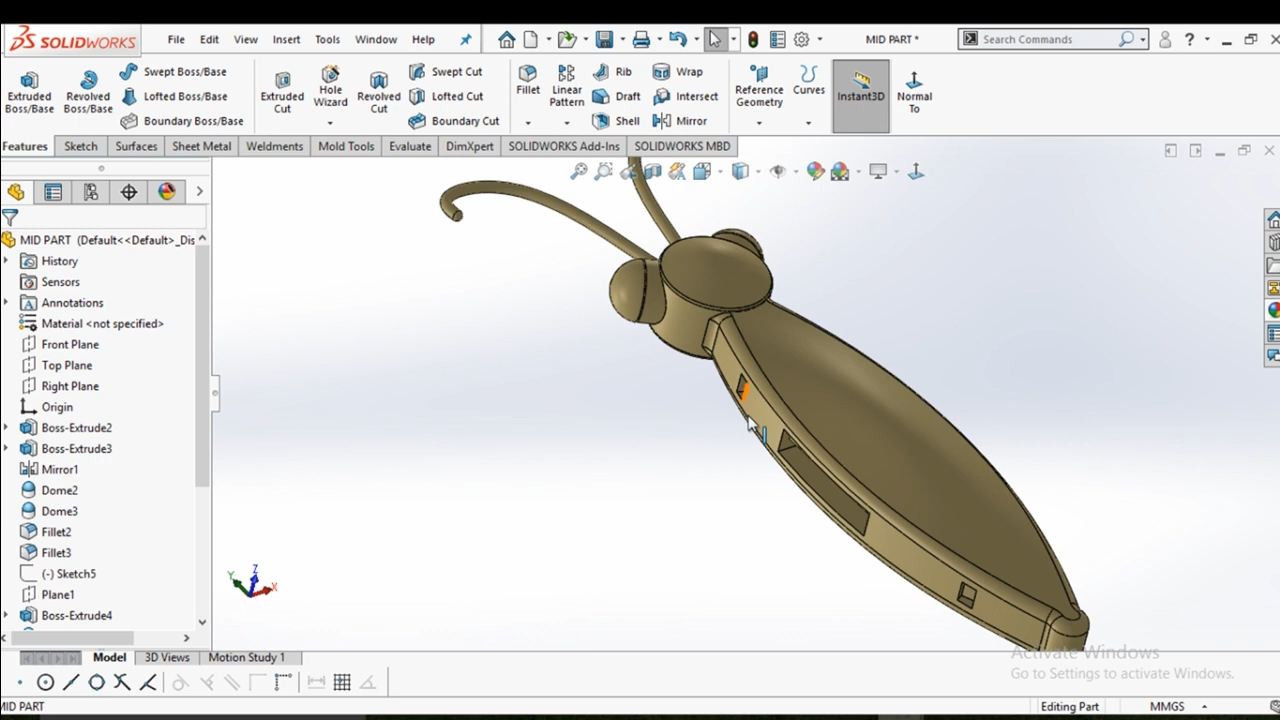 SOLIDWORKS File Edit View Insert Tools Window Help MID PART * Search Commands ?
Extruded Boss/Base Revolved Boss/Base Swept Boss/Base Lofted Boss/Base Boundary Boss/Base Extruded Cut Hole Wizard Revolved Cut Swept Cut Lofted Cut Boundary Cut Fillet Linear Pattern Rib Draft Shell Wrap Intersect Mirror Reference Geometry Curves Instant3D Normal To
Features Sketch Surfaces Sheet Metal Weldments Mold Tools Evaluate DimXpert SOLIDWORKS Add-Ins SOLIDWORKS MBD
MID PART (Default<<Default>_Dis
History
Sensors
Annotations
Material <not specified>
Front Plane
Top Plane
Right Plane
Origin
Boss-Extrude2
Boss-Extrude3
Mirror1
Dome2
Dome3
Fillet2
Fillet3
(-) Sketch5
Plane1
Boss-Extrude4
Y Z X
Model 3D Views Motion Study 1
Activate Windows
Go to Settings to activate Windows.
MID PART Editing Part MMGS